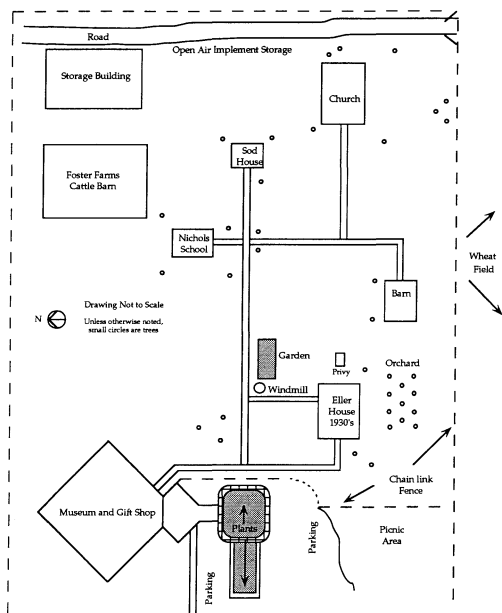 Road
Open Air Implement Storage
Storage Building
Church
Sod
House
Foster Farms
Cattle Barn
Nichols
School
Wheat
Field
Barn
N
Drawing Not to Scale
Unless otherwise noted,
small circles are trees
Garden
Privy
Orchard
Windmill
Eller
House
1930's
Chain link
Fence
Museum and Gift Shop
Plants
Parking
Picnic
Area
Parking